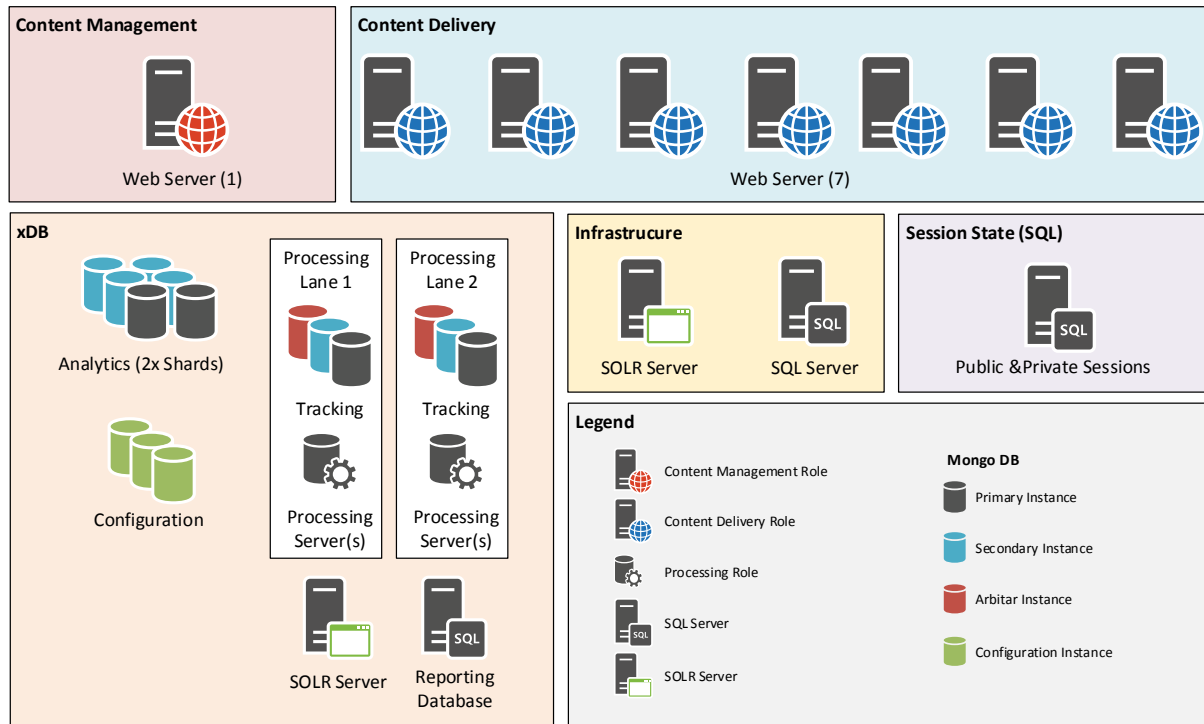 Content Management
Web Server (1)
Content Delivery
Web Server (7)
xDB
Analytics (2x Shards)
Configuration
Processing
Lane 1
Tracking
Processing
Server(s)
Processing
Lane 2
Tracking
Processing
Server(s)
SOLR Server
SQL
Reporting
Database
Infrastrucure
SOLR Server
SQL
SQL Server
Session State (SQL)
SQL
Public &Private Sessions
Legend
Content Management Role
Content Delivery Role
Processing Role
SQL
SQL Server
SOLR Server
Mongo DB
Primary Instance
Secondary Instance
Arbitar Instance
Configuration Instance